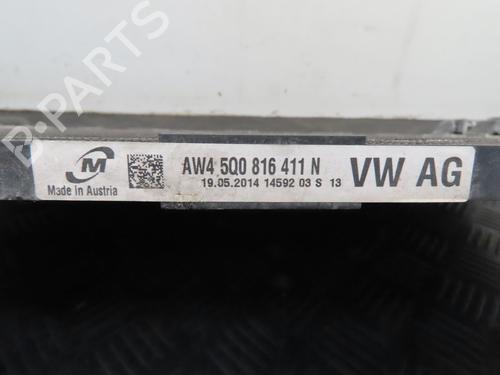 B-PARTS
M
Made in Austria
AW4 5Q0 816 411 N
19.05.2014 14592 03 S 13
VW AG